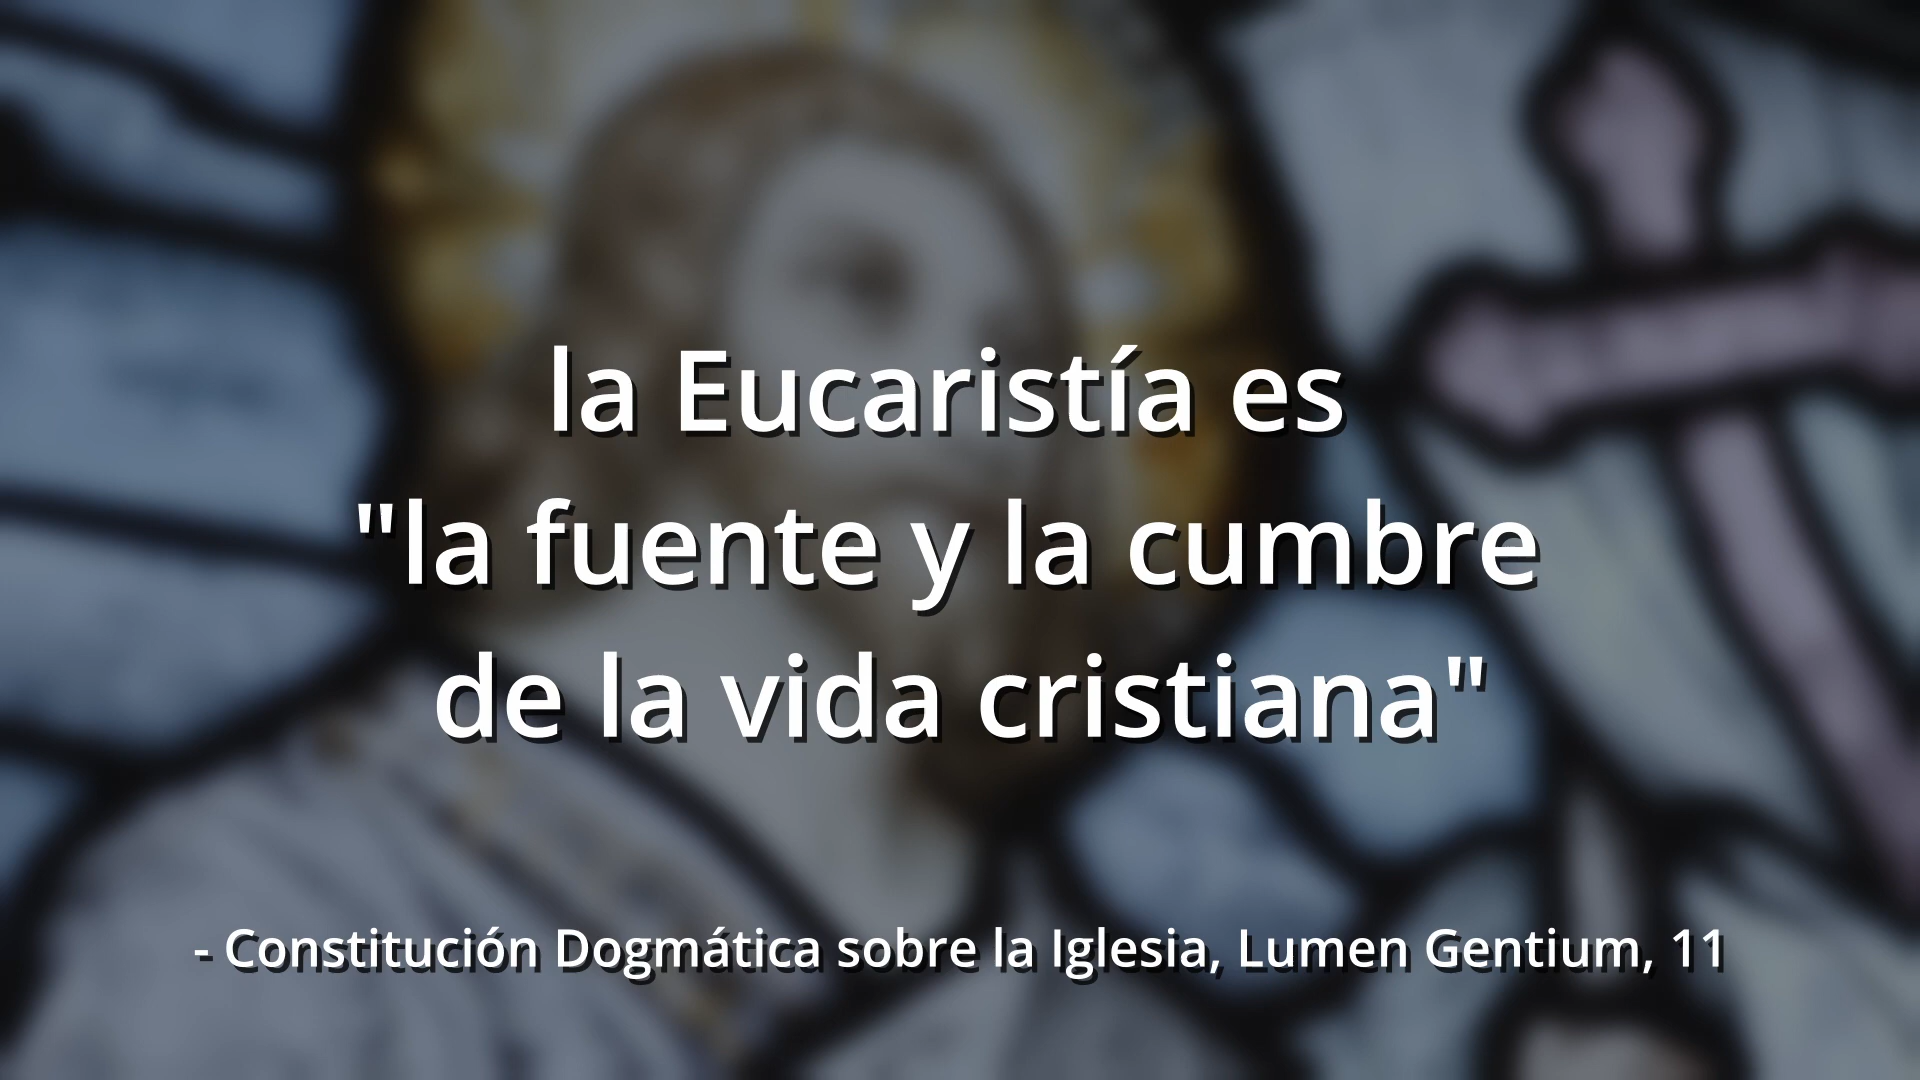 la Eucaristía es
"la fuente y la cumbre
de la vida cristiana"
- Constitución Dogmática sobre la Iglesia, Lumen Gentium, 11